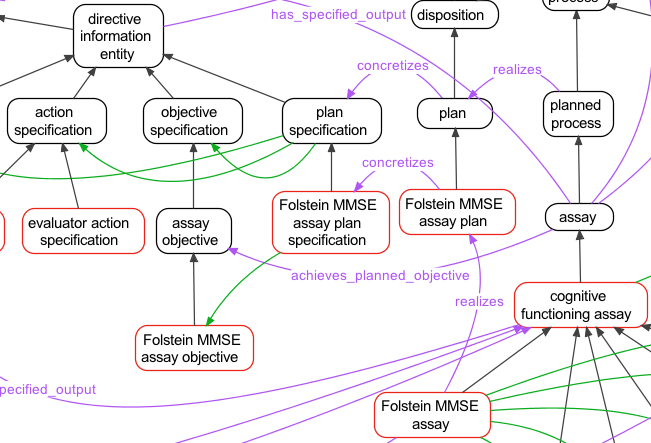 directive
information
entity
has_specified_output
disposition
concretizes
realizes
action
specification
objective
specification
plan
specification
plan
planned
process
concretizes
evaluator action
specification
assay
objective
Folstein MMSE
assay plan
specification
Folstein MMSE
assay plan
assay
achieves_planned_objective
realizes
cognitive
functioning assay
Folstein MMSE
assay objective
pecified_output
Folstein MMSE
assay